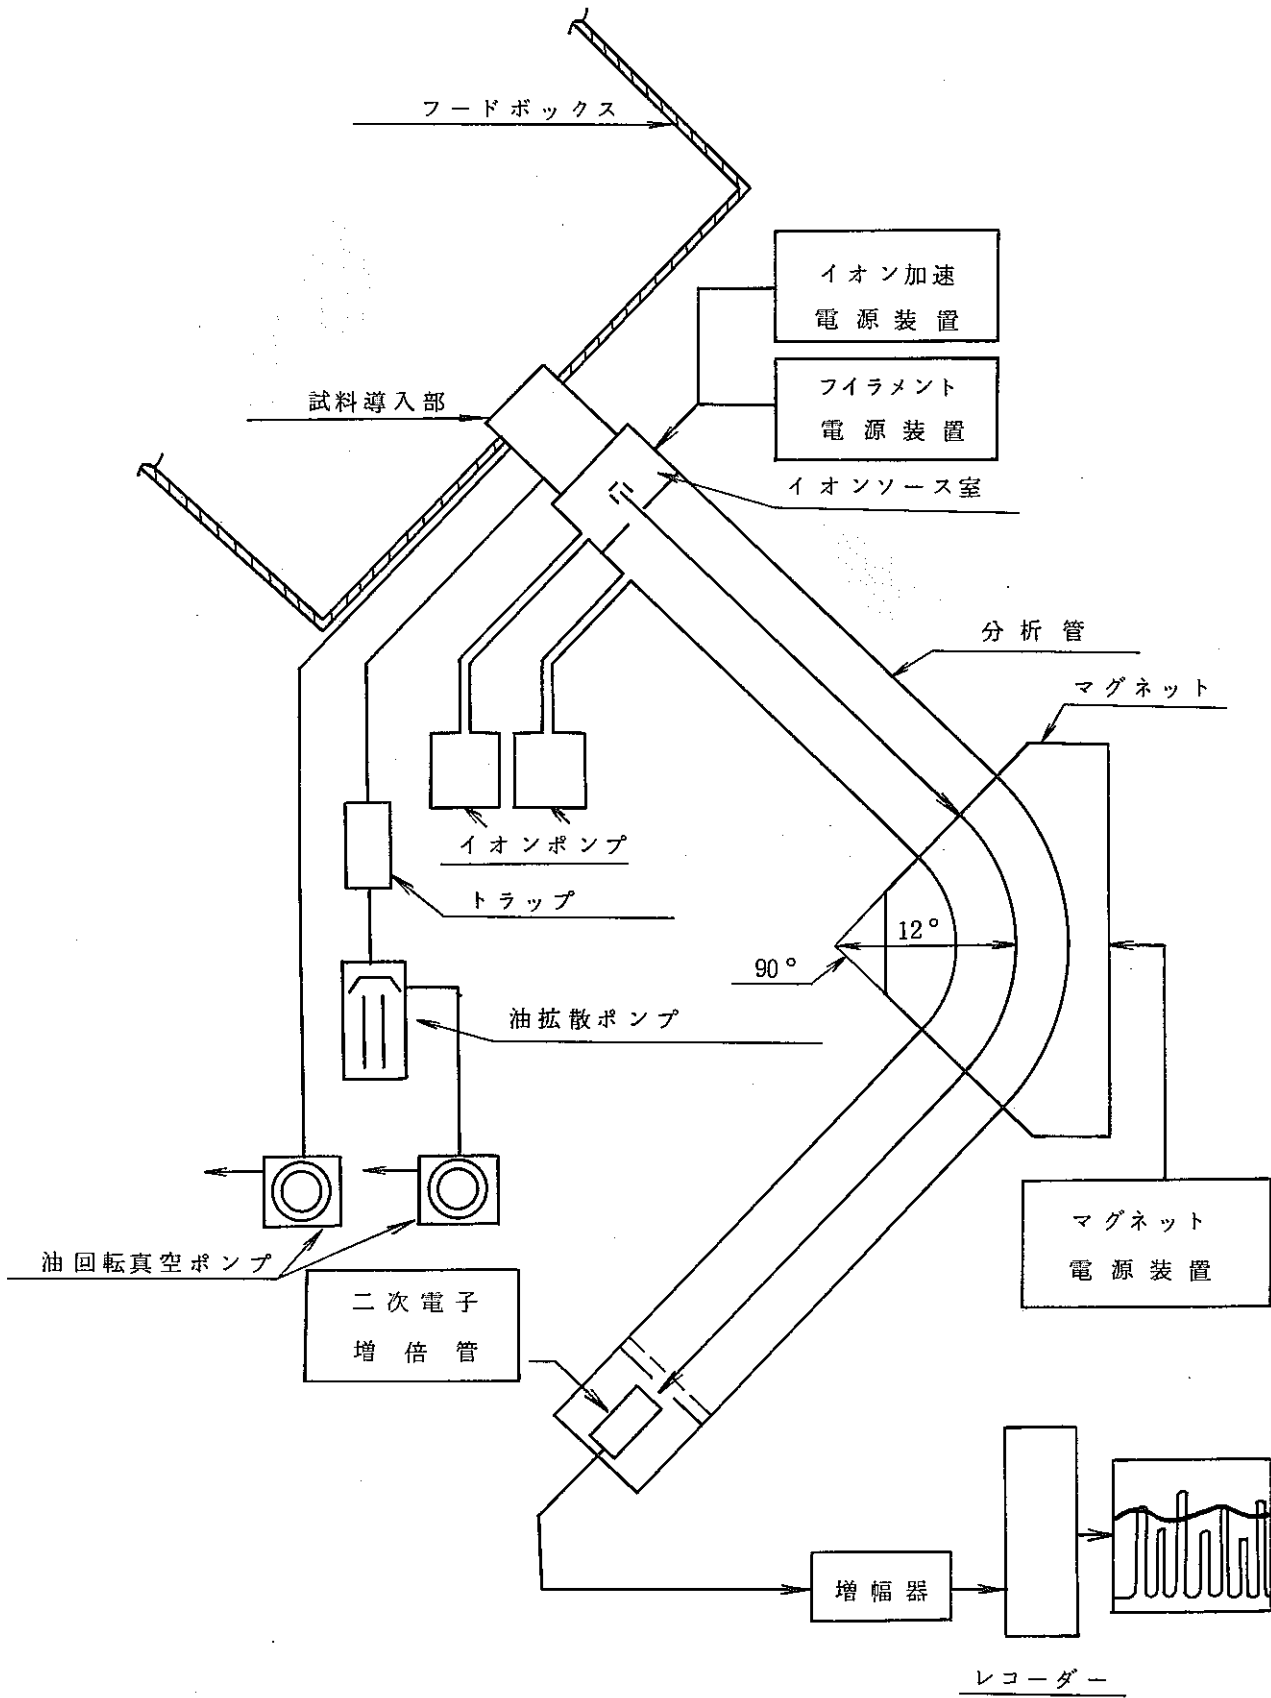 フードボックス
イオン加速
電源装置
フイラメント
電源装置
試料導入部
イオンソース室
分析管
マグネット
イオンポンプ
トラップ
12°
90°
油拡散ポンプ
マグネット
電源装置
油回転真空ポンプ
二次電子
増倍管
増幅器
レコーダー